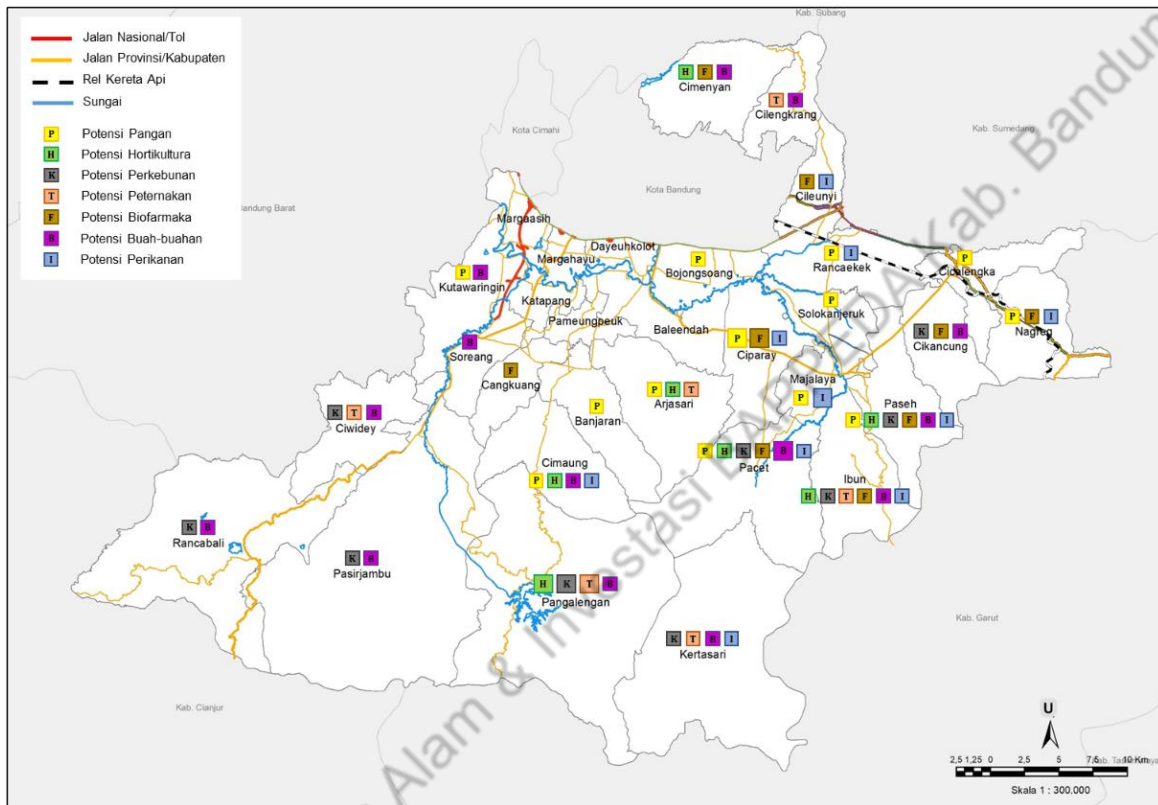 Jalan Nasional/Tol
Jalan Provinsi/Kabupaten
Rel Kereta Api
Sungai
P Potensi Pangan
H Potensi Hortikultura
K Potensi Perkebunan
T Potensi Peternakan
F Potensi Biofarmaka
B Potensi Buah-buahan
I Potensi Perikanan
Kab. Subang
H F B
Cimenyan
T B
Cilengkrang
Kota Cimahi
Kab. Sumedang
Kota Bandung
Bandung Barat
F I
Cileunyi
Margaasih
Dayeuhkolot
Margahayu
P
Bojongsoang
P I
Rancaekek
P
Cicalengka
P B
Kutawaringin
Katapang
P
Solokanjeruk
Pameungpeuk
Baleendah
P F I
Nagreg
K F B
Cikancung
B
Soreang
P F I
Ciparay
F
Cangkuang
Majalaya
P I
P H T
Arjasari
Paseh
P H K F B I
K T B
Ciwidey
P
Banjaran
P H K F B I
Pacet
Cimaung
P H B I
Ibun
H K T F B I
K B
Rancabali
K B
Pasirjambu
H K T B
Pangalengan
Kab. Garut
K T B I
Kertasari
Kab. Cianjur
U
2,5 1,25 0 2,5 5 7,5 10 Km
Skala 1 : 300.000
Alam & Investasi BAPPEDA Kab. Bandung